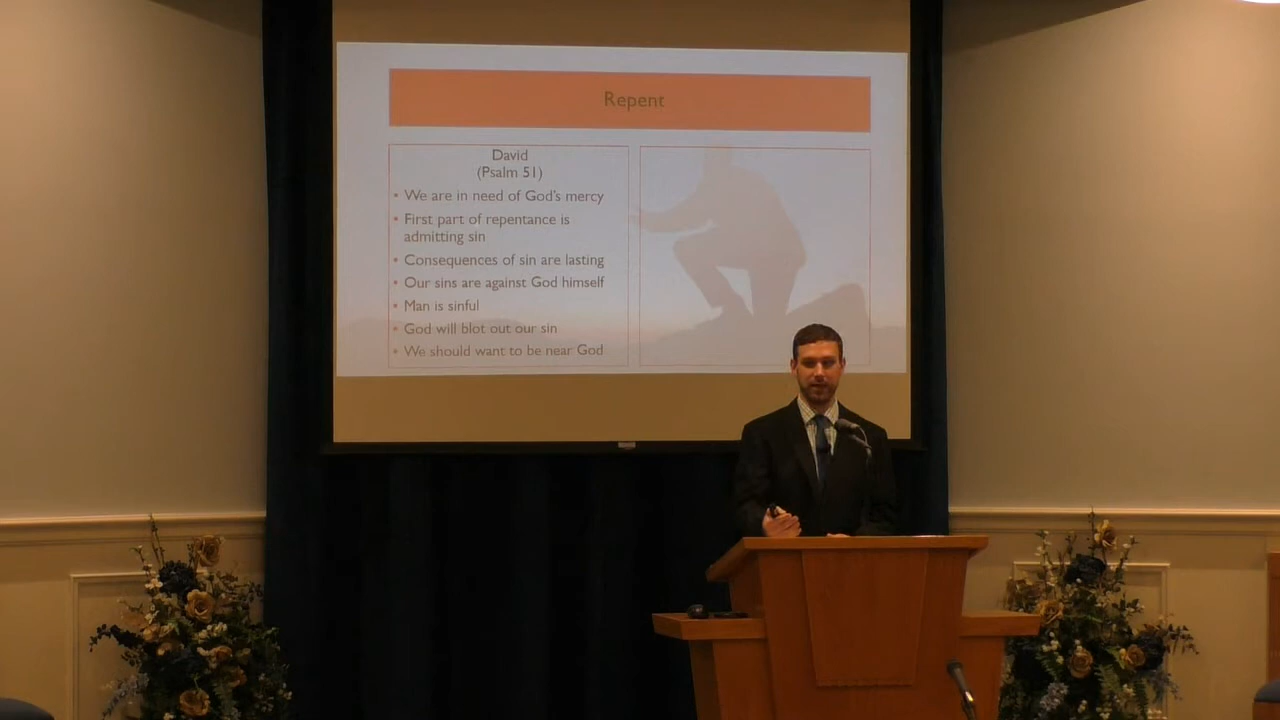 Repent
David
(Psalm 51)
• We are in need of God's mercy
• First part of repentance is
admitting sin
• Consequences of sin are lasting
• Our sins are against God himself
• Man is sinful
• God will blot out our sin
• We should want to be near God